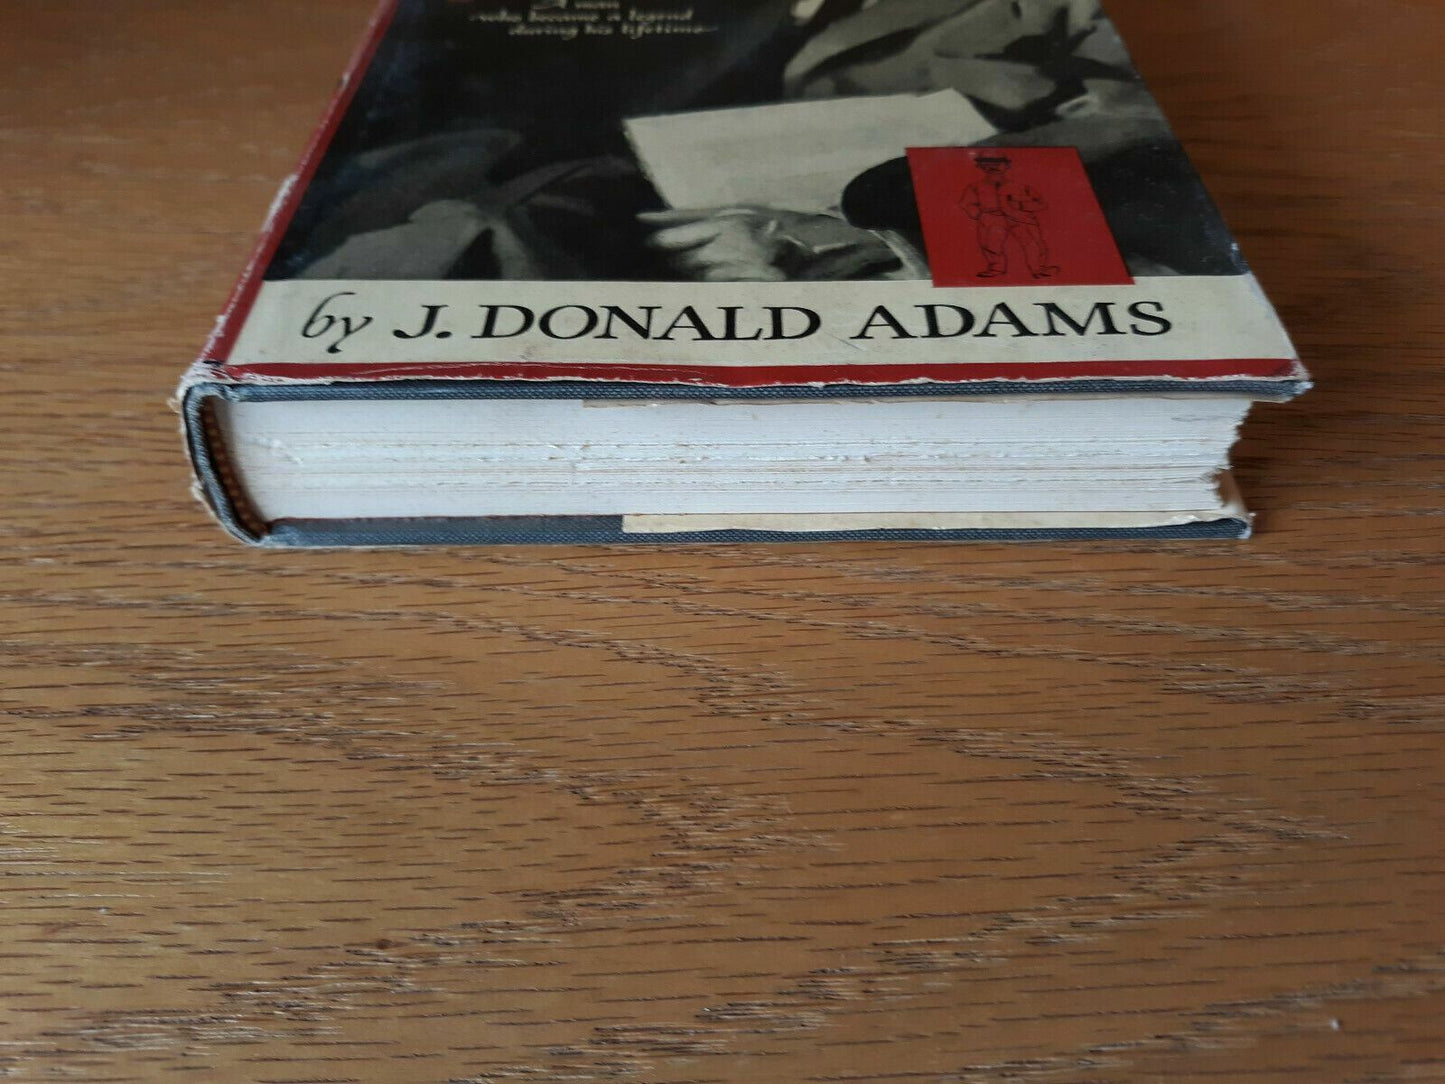 A man
who became a legend
during his lifetime
by J. DONALD ADAMS